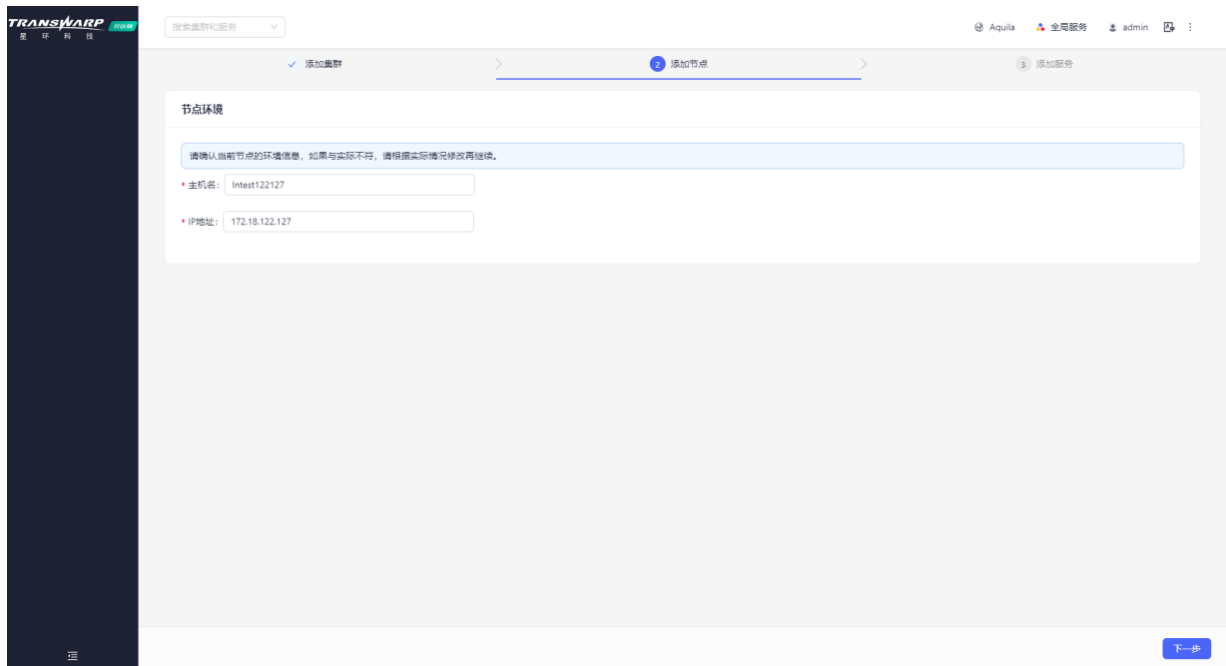 TRANSWARP
星环科技
搜索集群和服务
Aquila
全局服务
admin
添加集群
2 添加节点
3 添加服务
节点环境
请确认当前节点的环境信息,如果与实际不符,请根据实际情况修改再继续。
* 主机名: lntest122127
* IP地址: 172.18.122.127
下一步